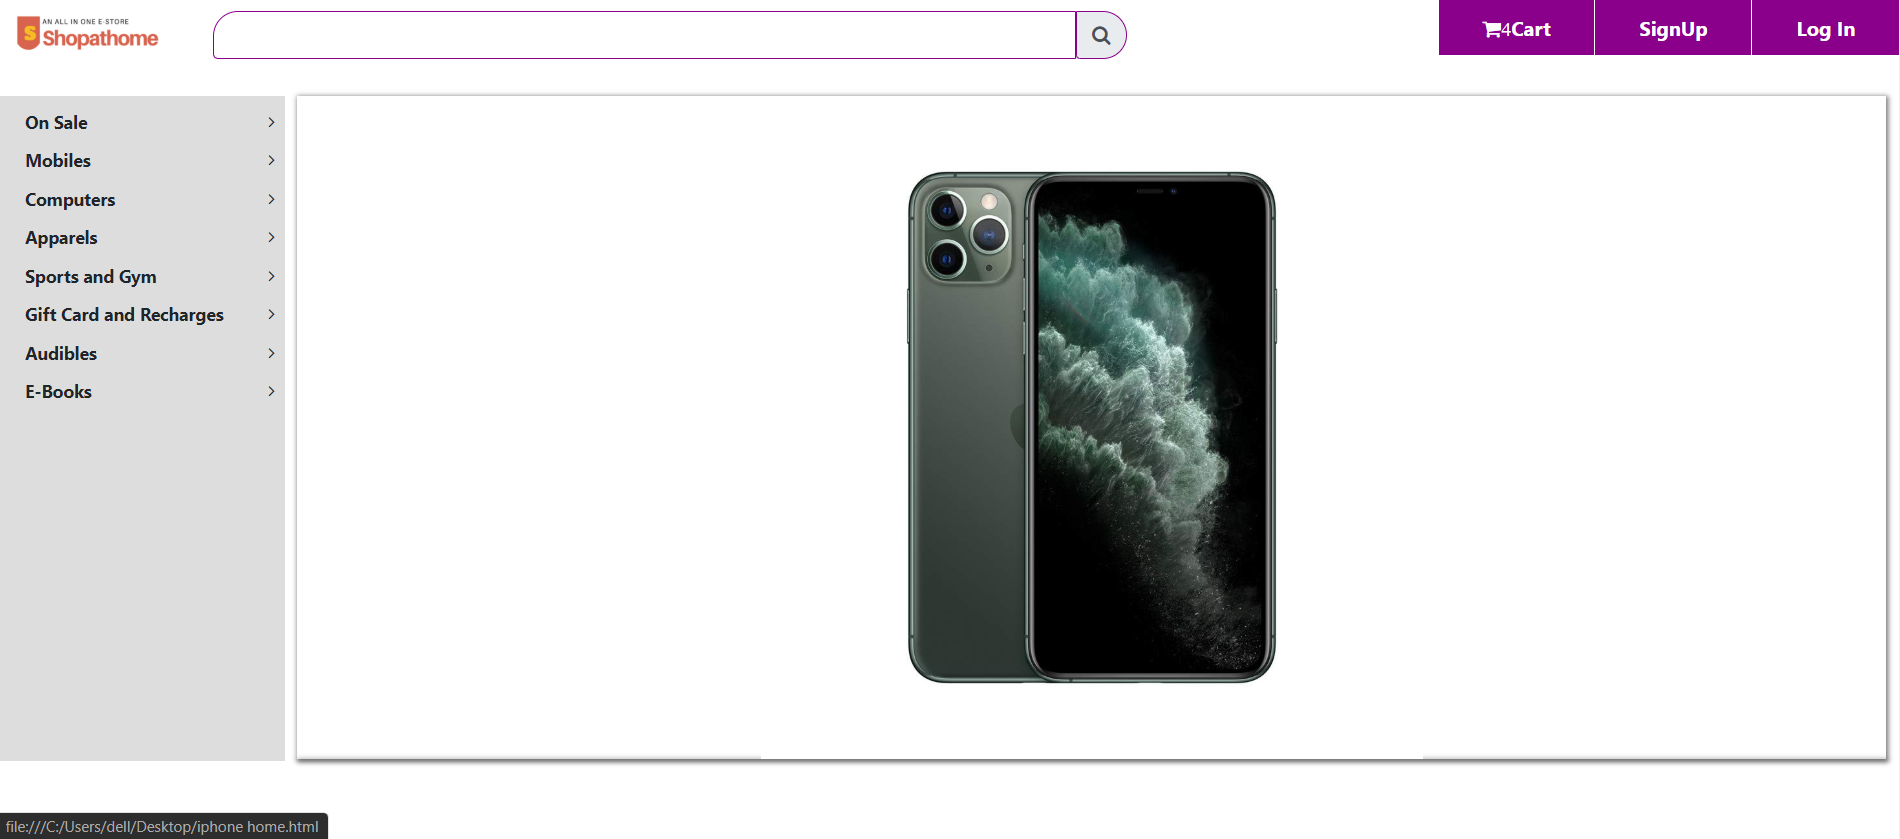 AN ALL IN ONE E-STORE
S Shopathome
4Cart
SignUp
Log In
On Sale
Mobiles
Computers
Apparels
Sports and Gym
Gift Card and Recharges
Audibles
E-Books
file:///C:/Users/dell/Desktop/iphone home.html